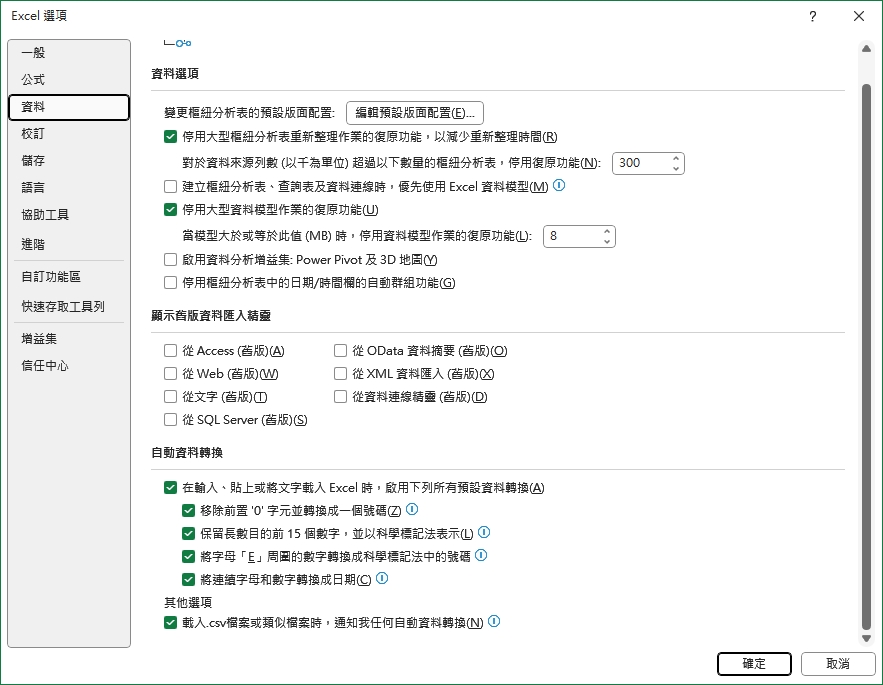 Excel 選項
?
一般
公式
資料
校訂
儲存
語言
協助工具
進階
自訂功能區
快速存取工具列
增益集
信任中心
資料選項
變更樞紐分析表的預設版面配置: 編輯預設版面配置(E)...
停用大型樞紐分析表重新整理作業的復原功能，以減少重新整理時間(R)
對於資料來源列數 (以千為單位) 超過以下數量的樞紐分析表，停用復原功能(N): 300
建立樞紐分析表、查詢表及資料連線時，優先使用 Excel 資料模型(M)
停用大型資料模型作業的復原功能(U)
當模型大於或等於此值 (MB) 時，停用資料模型作業的復原功能(L): 8
啟用資料分析增益集: Power Pivot 及 3D 地圖(Y)
停用樞紐分析表中的日期/時間欄的自動群組功能(G)
顯示舊版資料匯入精靈
從 Access (舊版)(A) 從 OData 資料摘要 (舊版)(O)
從 Web (舊版)(W) 從 XML 資料匯入 (舊版)(X)
從文字 (舊版)(T) 從資料連線精靈 (舊版)(D)
從 SQL Server (舊版)(S)
自動資料轉換
在輸入、貼上或將文字載入 Excel 時，啟用下列所有預設資料轉換(A)
移除前置 '0' 字元並轉換成一個號碼(Z)
保留長數目的前 15 個數字，並以科學標記法表示(L)
將字母「E」周圍的數字轉換成科學標記法中的號碼
將連續字母和數字轉換成日期(C)
其他選項
載入.csv檔案或類似檔案時，通知我任何自動資料轉換(N)
確定 取消